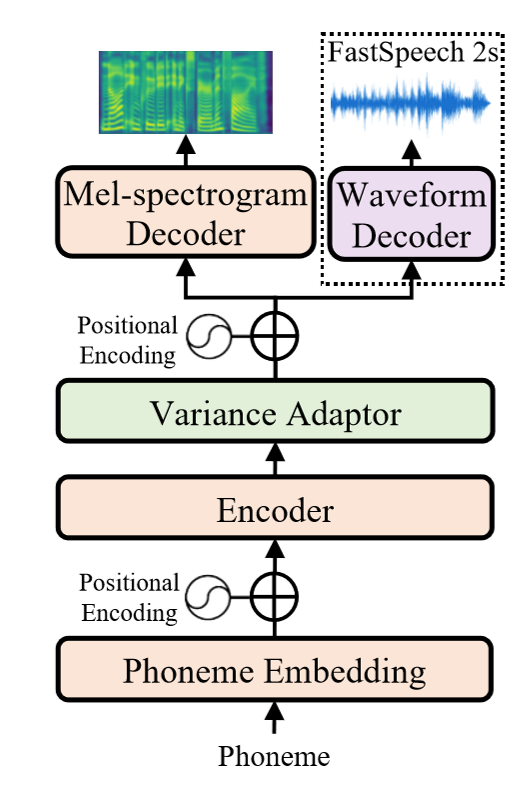 FastSpeech 2s
Mel-spectrogram
Decoder
Waveform
Decoder
Positional
Encoding
Variance Adaptor
Encoder
Positional
Encoding
Phoneme Embedding
Phoneme